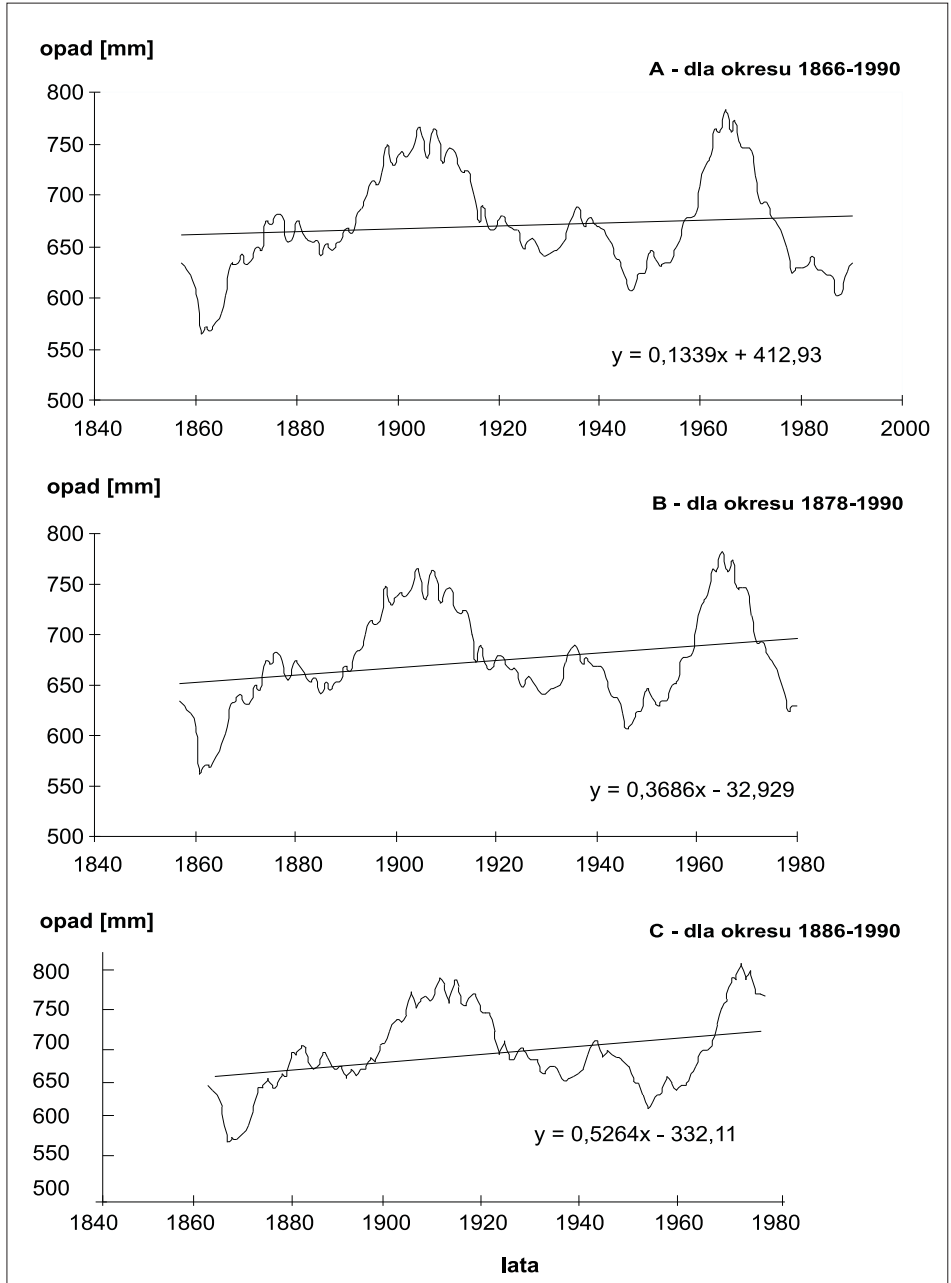 opad [mm]
A - dla okresu 1866-1990
800
750
700
650
600
550
500
y = 0,1339x + 412,93
1840 1860 1880 1900 1920 1940 1960 1980 2000
opad [mm]
B - dla okresu 1878-1990
800
750
700
650
600
550
500
y = 0,3686x - 32,929
1840 1860 1880 1900 1920 1940 1960 1980
opad [mm]
C - dla okresu 1886-1990
800
750
700
650
600
550
500
y = 0,5264x - 332,11
1840 1860 1880 1900 1920 1940 1960 1980
lata